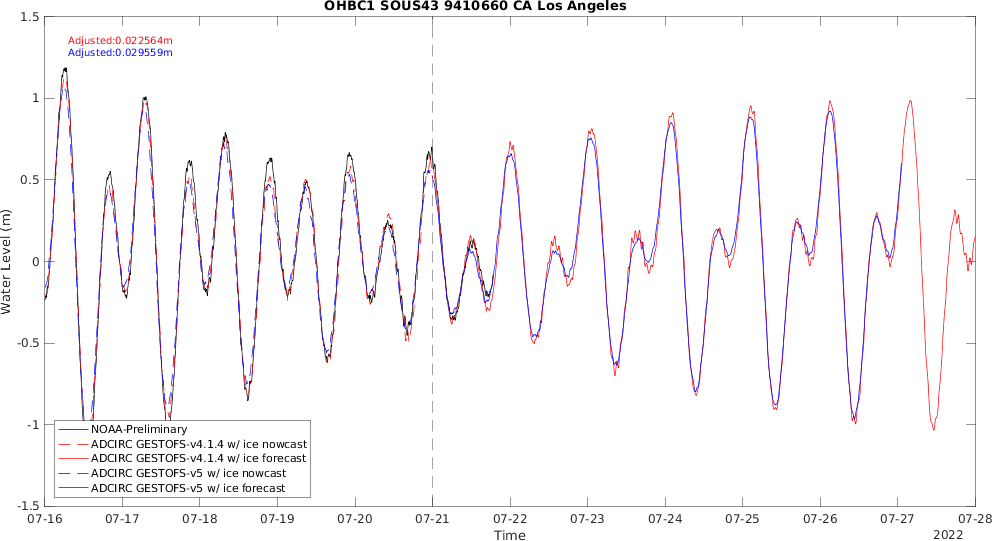 OHBC1 SOUS43 9410660 CA Los Angeles
Adjusted:0.022564m
Adjusted:0.029559m
1.5
1
0.5
0
-0.5
-1
-1.5
Water Level (m)
NOAA-Preliminary
ADCIRC GESTOFS-v4.1.4 w/ ice nowcast
ADCIRC GESTOFS-v4.1.4 w/ ice forecast
ADCIRC GESTOFS-v5 w/ ice nowcast
ADCIRC GESTOFS-v5 w/ ice forecast
07-16 07-17 07-18 07-19 07-20 07-21 07-22 07-23 07-24 07-25 07-26 07-27 07-28
Time
2022